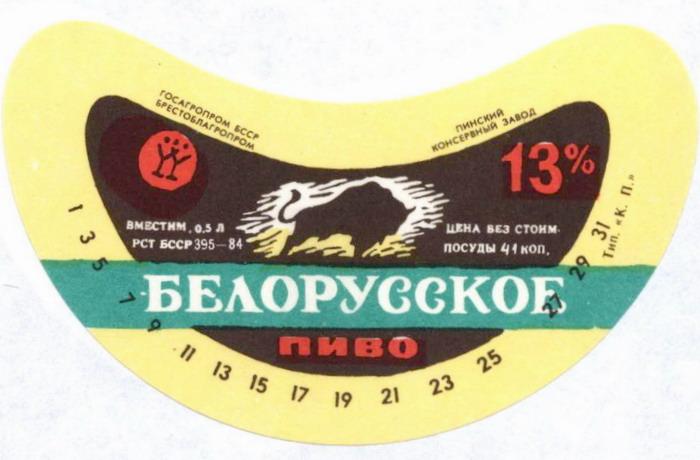 ГОСАГРОПРОМ БССР
БРЕСТОБЛАГРОПРОМ
ПИНСКИЙ
КОНСЕРВНЫЙ ЗАВОД
13%
ВМЕСТИМ. 0,5 Л
РСТ БССР 395-84
ЦЕНА БЕЗ СТОИМ.
ПОСУДЫ 41 КОП.
БЕЛОРУССКОЕ
ПИВО
1 3 5 7 9 11 13 15 17 19 21 23 25 27 29 31
Тип. «К. П.»